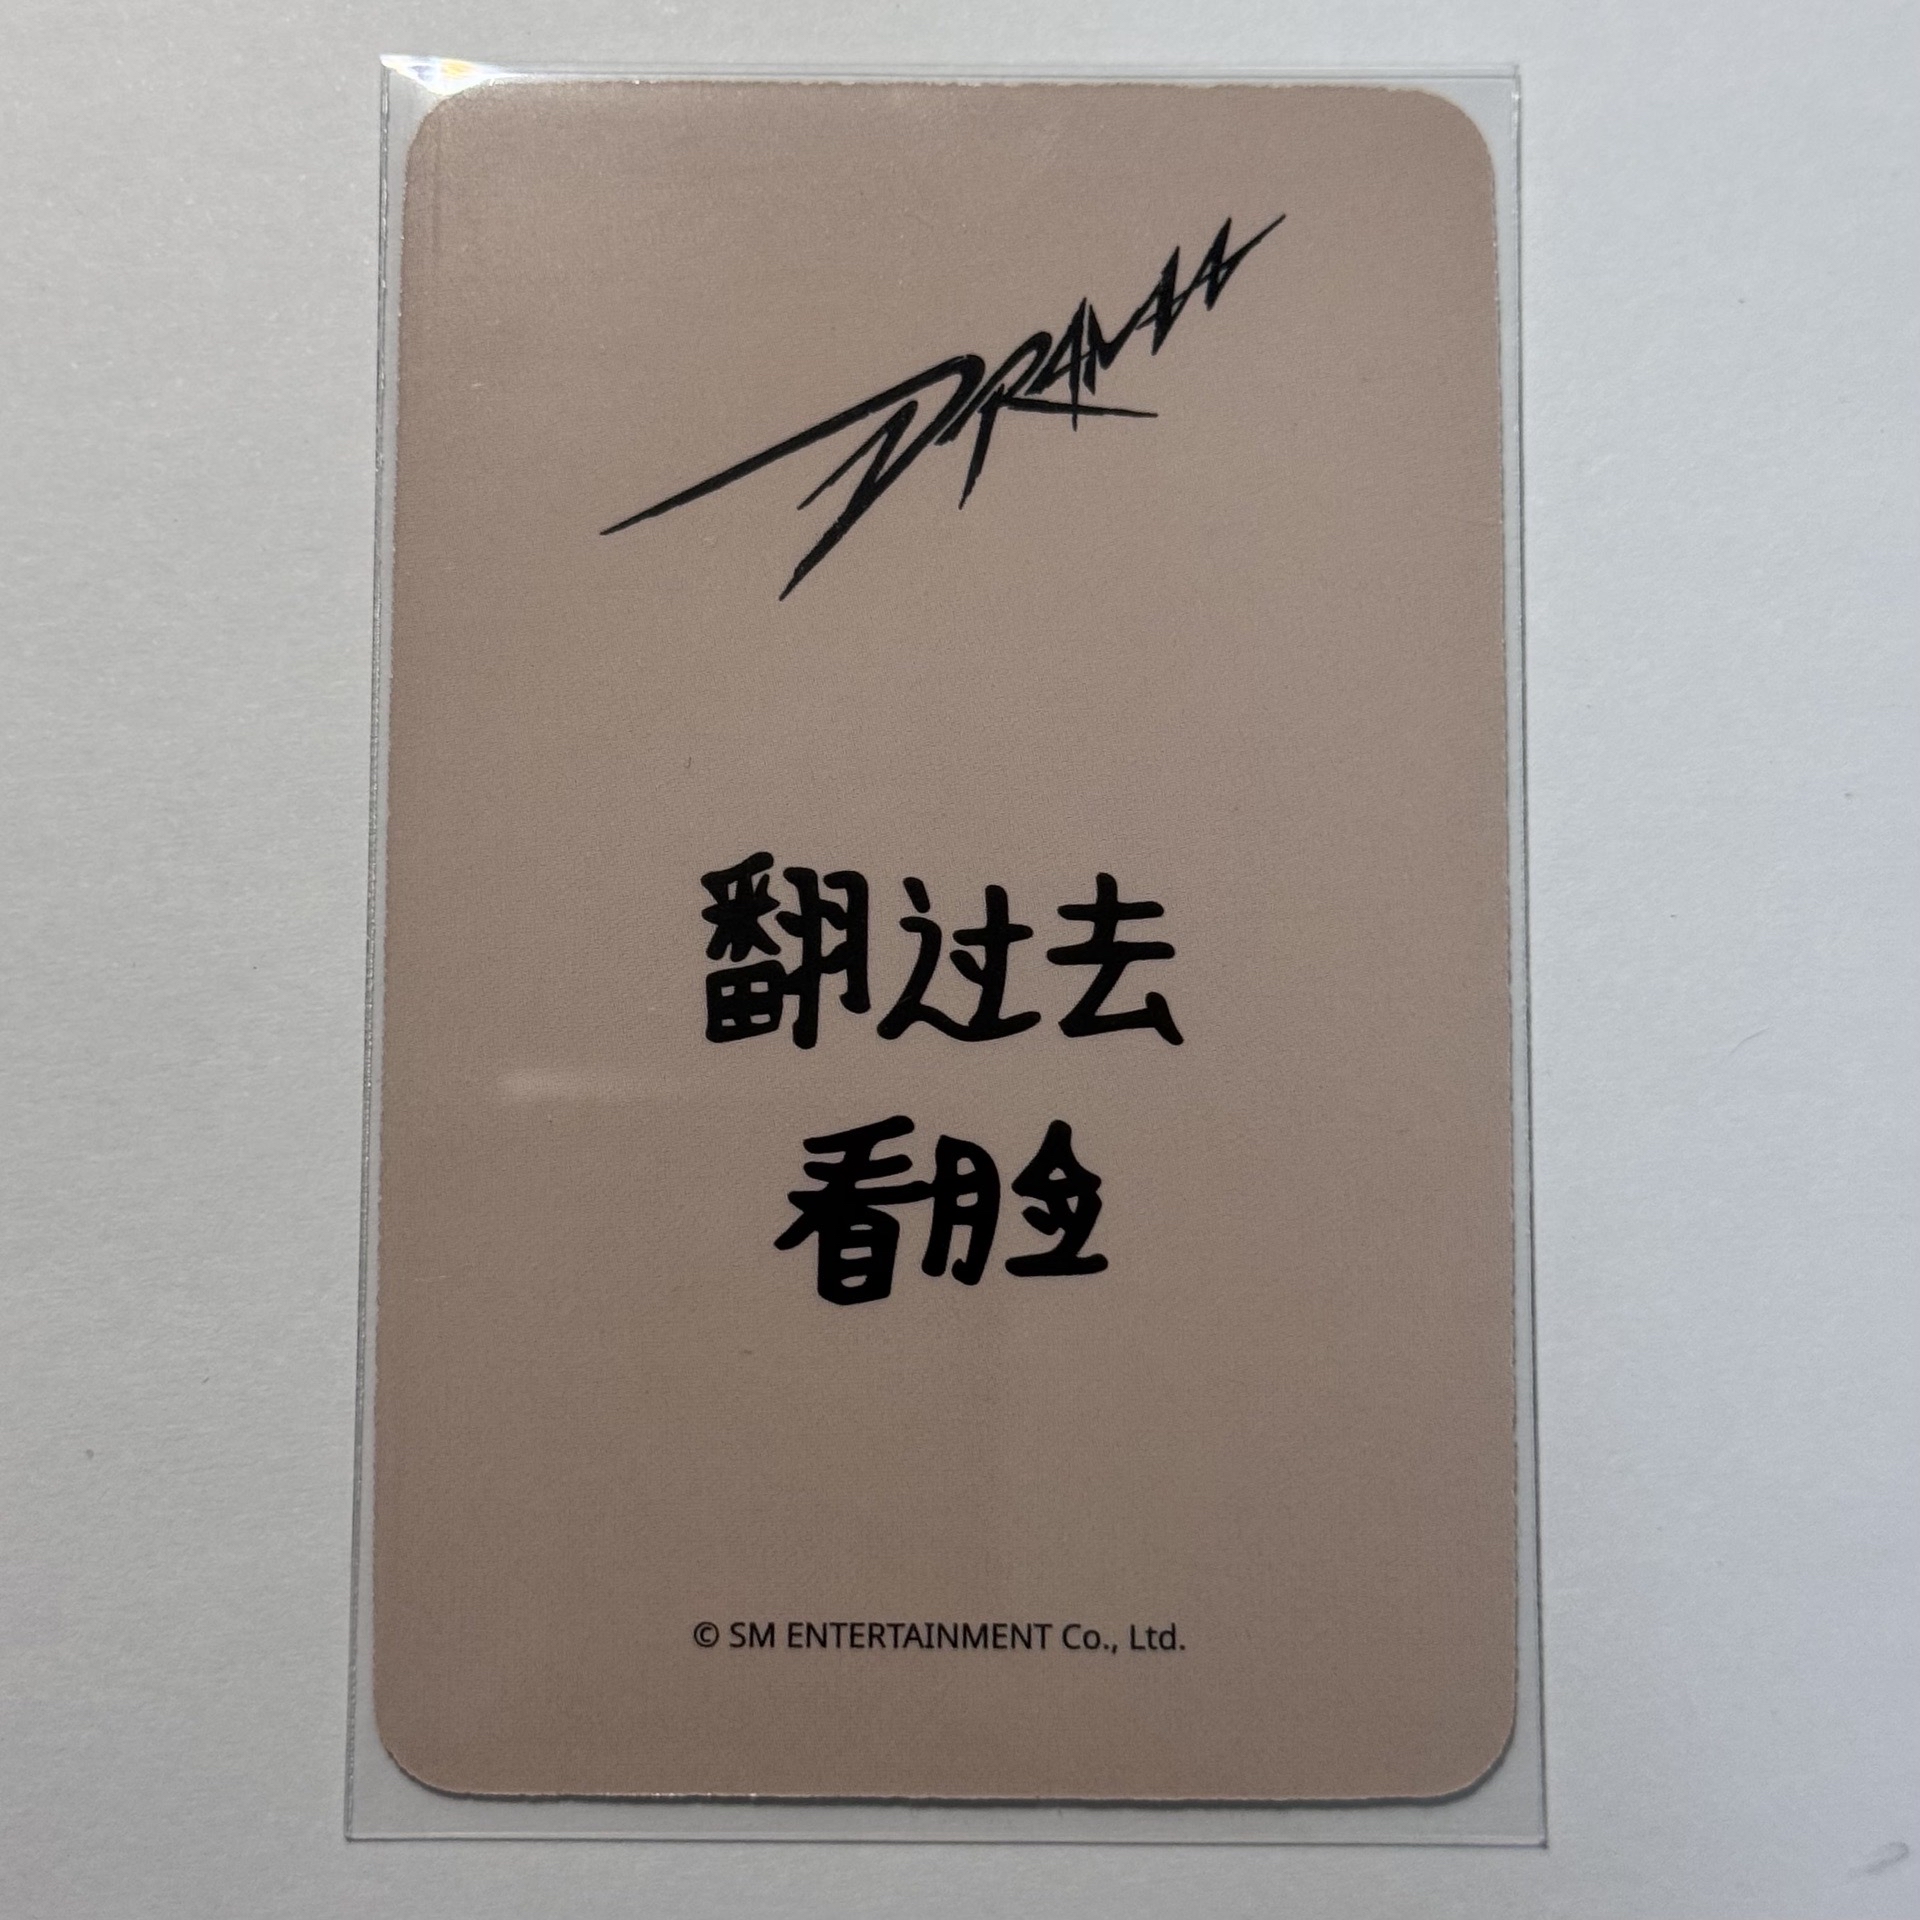 DRAMA
翻过去
看脸
© SM ENTERTAINMENT Co., Ltd.